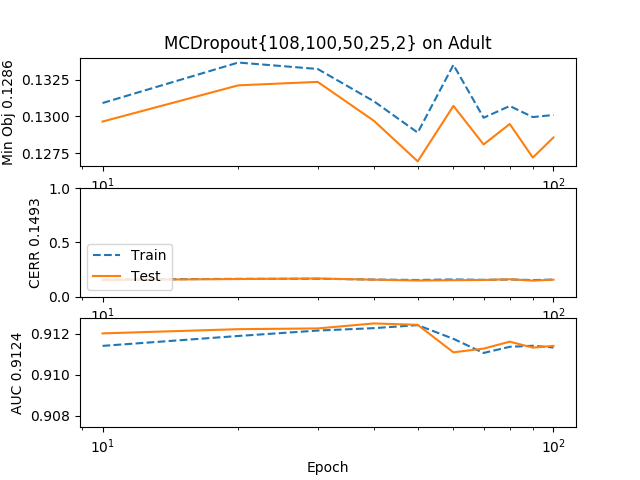 MCDropout{108,100,50,25,2} on Adult
Min Obj 0.1286
0.1325
0.1300
0.1275
10¹
10²
CERR 0.1493
1.0
0.5
0.0
Train
Test
10¹
10²
AUC 0.9124
0.912
0.910
0.908
10¹
10²
Epoch